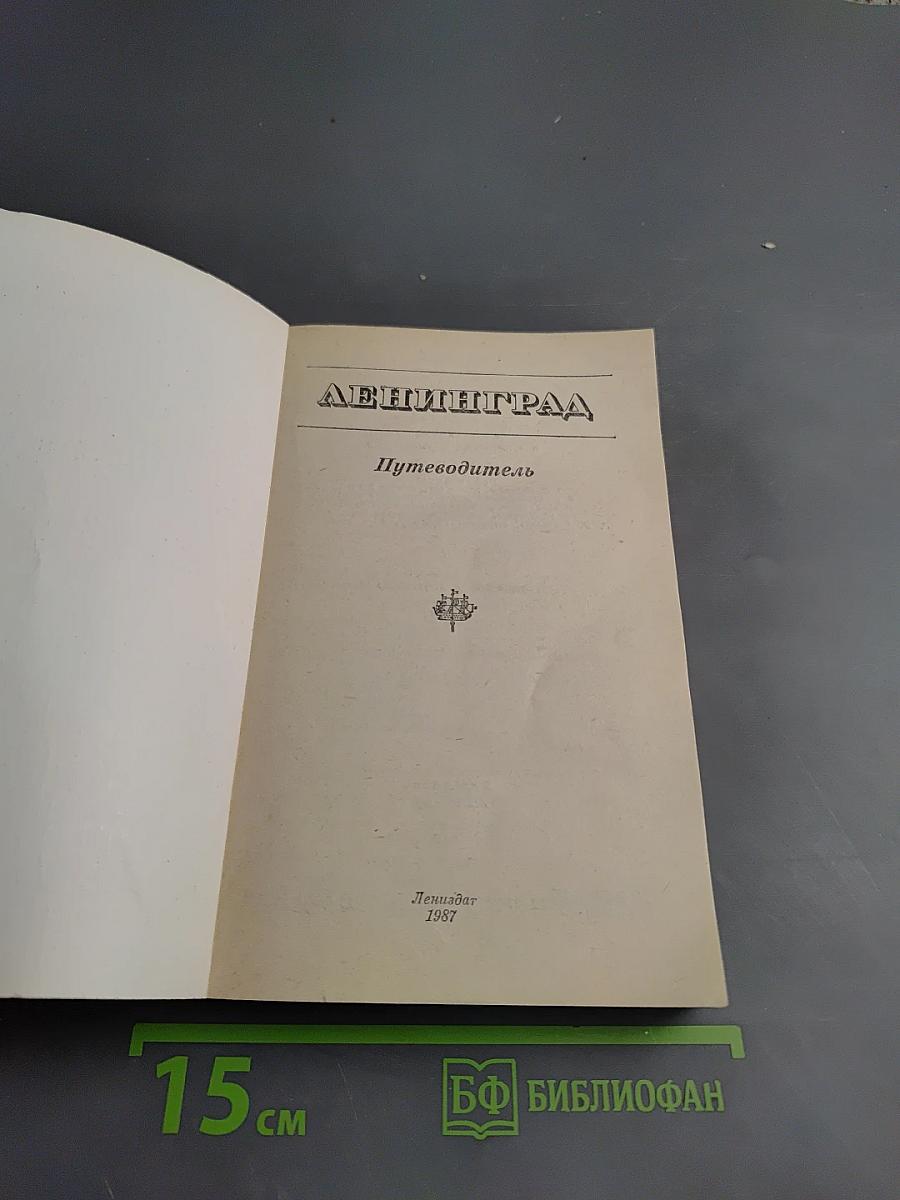 ЛЕНИНГРАД
Путеводитель
Лениздат
1987
15 см
БФ БИБЛИОФАН